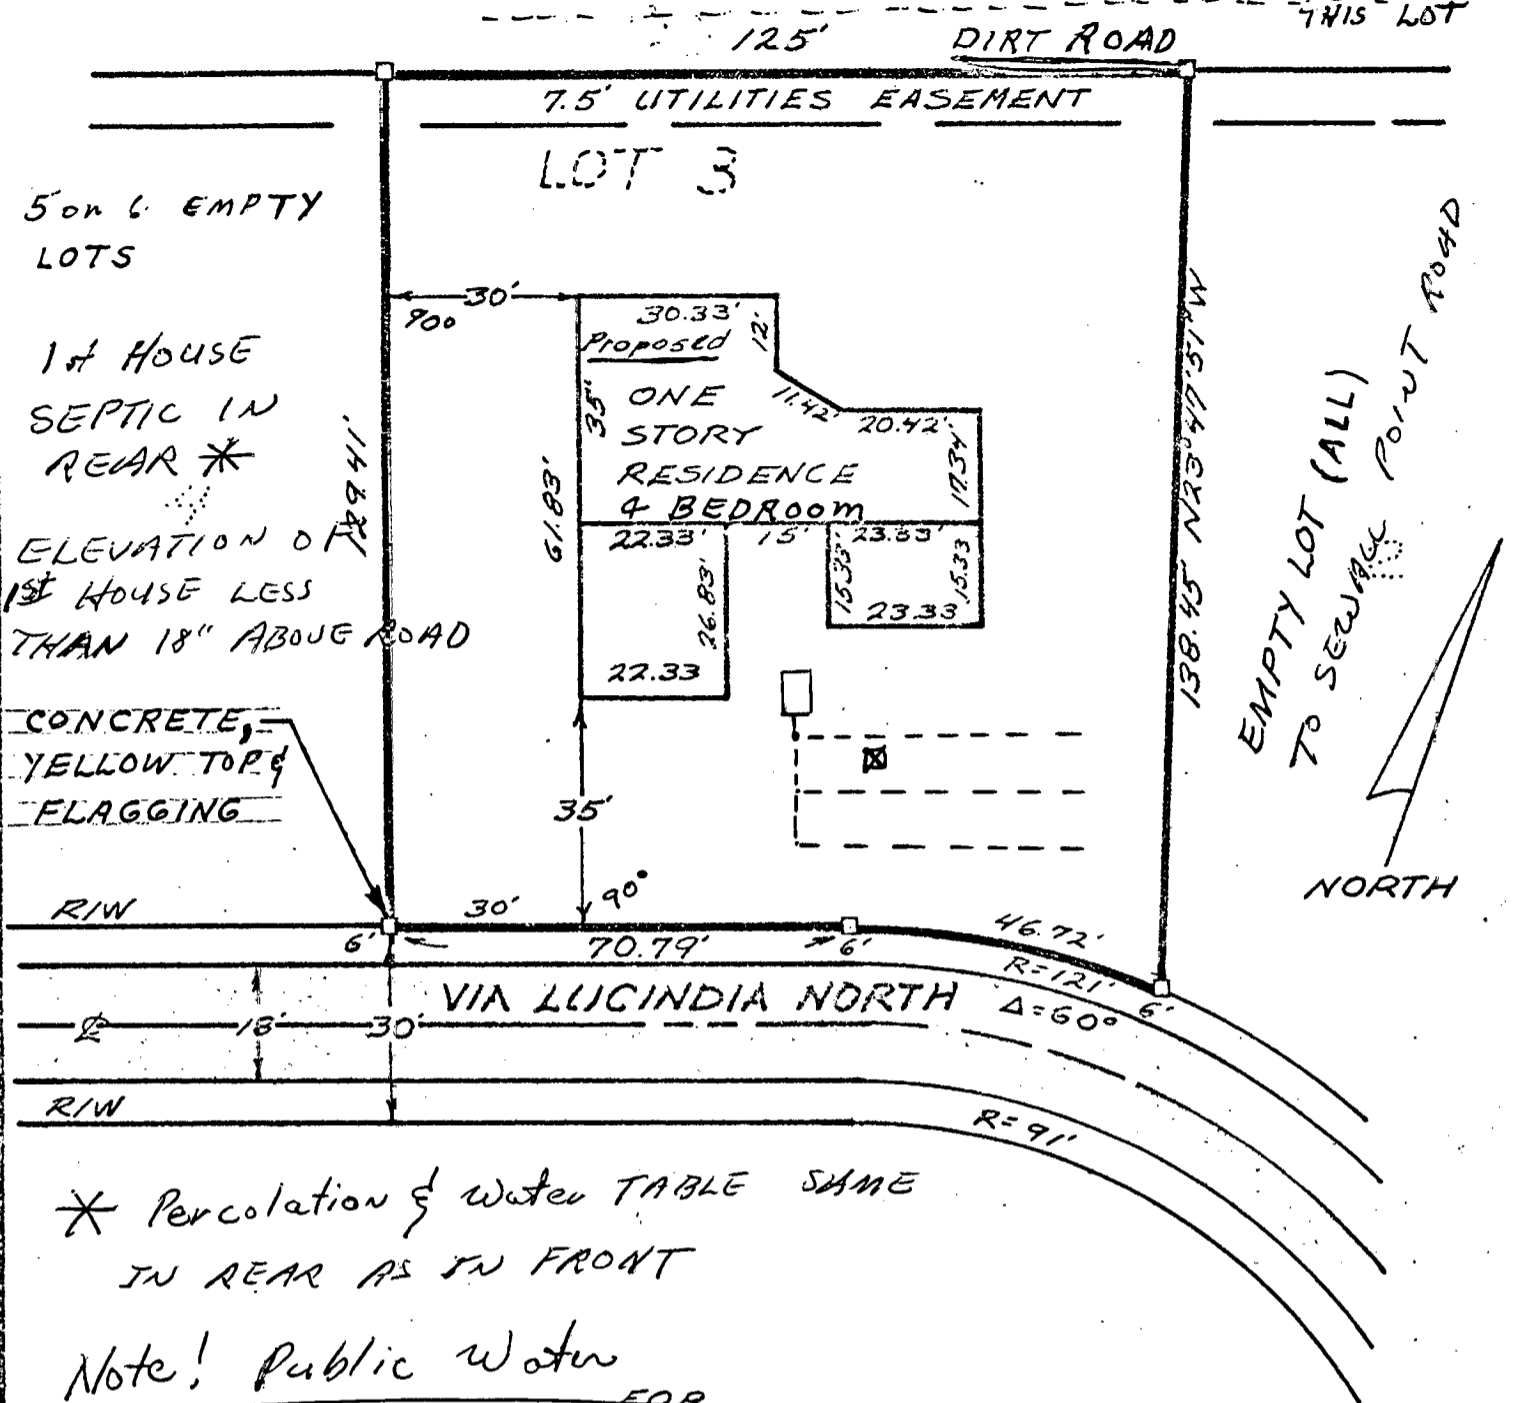 THIS LOT
125' DIRT ROAD
7.5' UTILITIES EASEMENT
LOT 3
5 or 6 EMPTY
LOTS
1st HOUSE
SEPTIC IN
REAR *
ELEVATION OF
1st HOUSE LESS
THAN 18" ABOVE ROAD
CONCRETE,
YELLOW TOP &
FLAGGING
129.41'
30'
90°
30.33'
Proposed
12'
11.42'
20.42'
17.34'
35'
61.83'
ONE
STORY
RESIDENCE
4 BEDROOM
22.33'
15'
23.33'
26.83'
15.33'
15.33
23.33
22.33
35'
90°
138.45' N23°47'51"W
EMPTY LOT (ALL)
TO SEWALL POINT ROAD
NORTH
R/W
30'
6'
70.79'
6'
46.72'
R=121'
Δ=60°
6'
VIA LUCINDIA NORTH
℄
18'
30'
R/W
R=91'
* Percolation & Water TABLE SAME
IN REAR AS IN FRONT
Note! Public Water
FOR